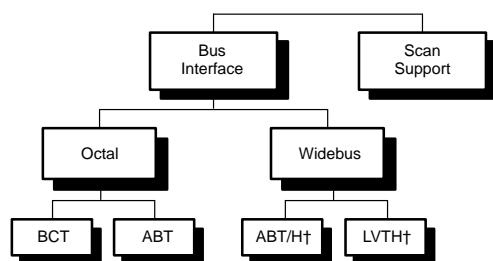 Bus
Interface
Scan
Support
Octal
Widebus
BCT
ABT
ABT/H†
LVTH†